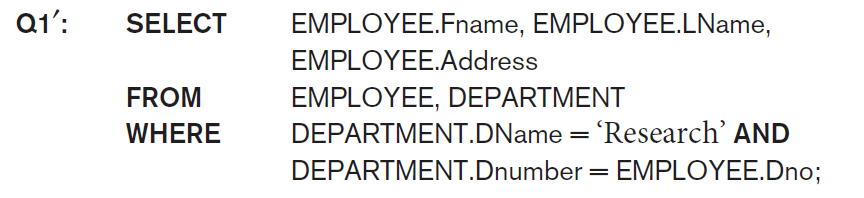 Q1′: SELECT EMPLOYEE.Fname, EMPLOYEE.LName,
EMPLOYEE.Address
FROM EMPLOYEE, DEPARTMENT
WHERE DEPARTMENT.DName = ‘Research’ AND
DEPARTMENT.Dnumber = EMPLOYEE.Dno;